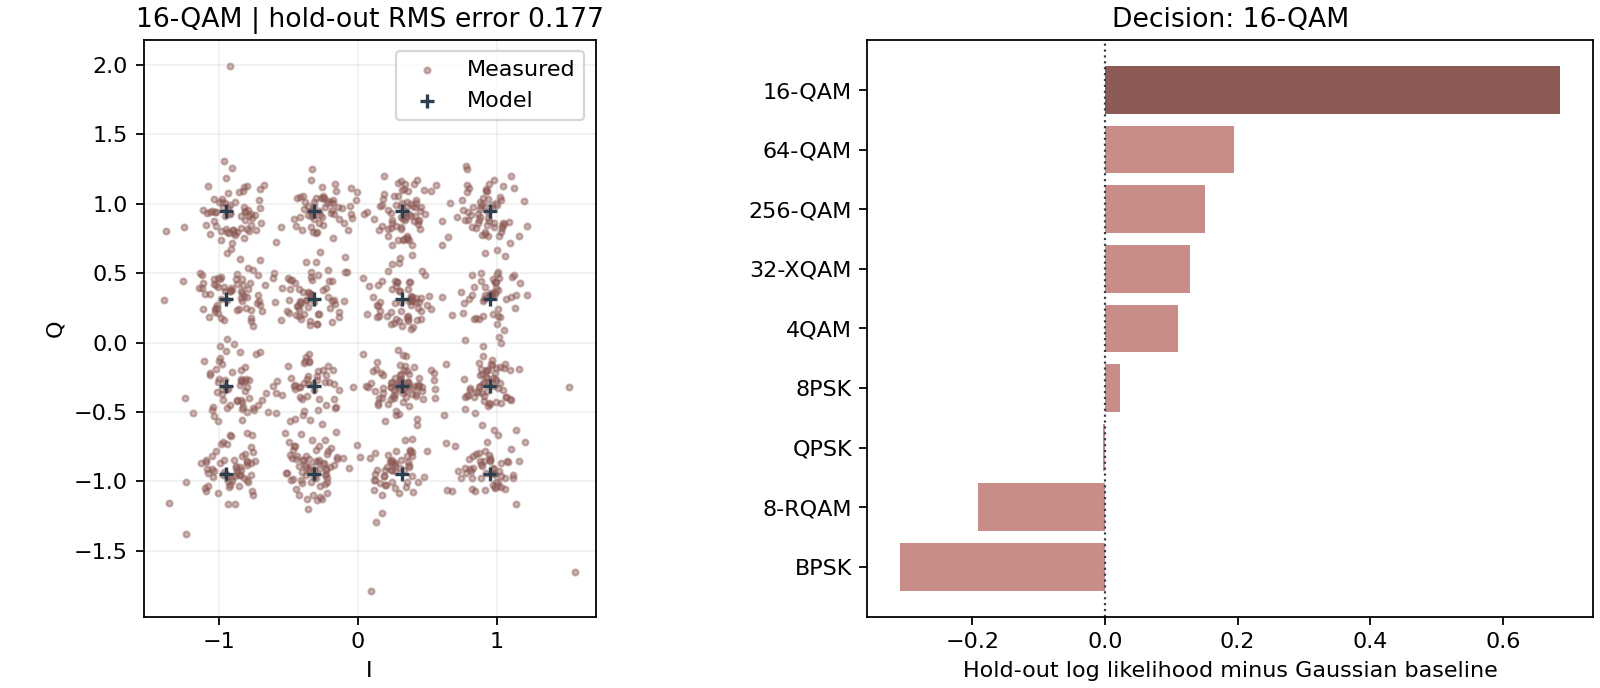 16-QAM | hold-out RMS error 0.177
Measured
Model
2.0
1.5
1.0
0.5
0.0
−0.5
−1.0
−1.5
Q
−1
0
1
I
Decision: 16-QAM
16-QAM
64-QAM
256-QAM
32-XQAM
4QAM
8PSK
QPSK
8-RQAM
BPSK
−0.2
0.0
0.2
0.4
0.6
Hold-out log likelihood minus Gaussian baseline